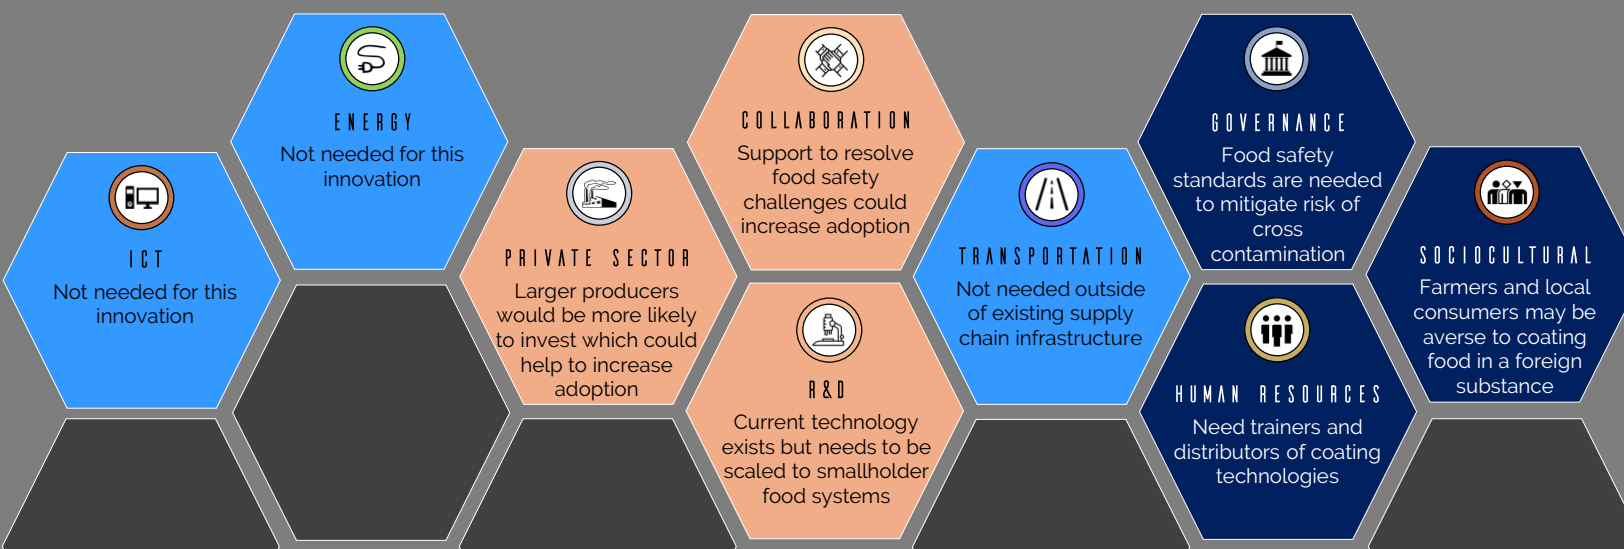 ENERGY
Not needed for this
innovation
ICT
Not needed for this
innovation
PRIVATE SECTOR
Larger producers
would be more likely
to invest which could
help to increase
adoption
COLLABORATION
Support to resolve
food safety
challenges could
increase adoption
R&D
Current technology
exists but needs to be
scaled to smallholder
food systems
TRANSPORTATION
Not needed outside
of existing supply
chain infrastructure
GOVERNANCE
Food safety
standards are needed
to mitigate risk of
cross
contamination
HUMAN RESOURCES
Need trainers and
distributors of coating
technologies
SOCIOCULTURAL
Farmers and local
consumers may be
averse to coating
food in a foreign
substance